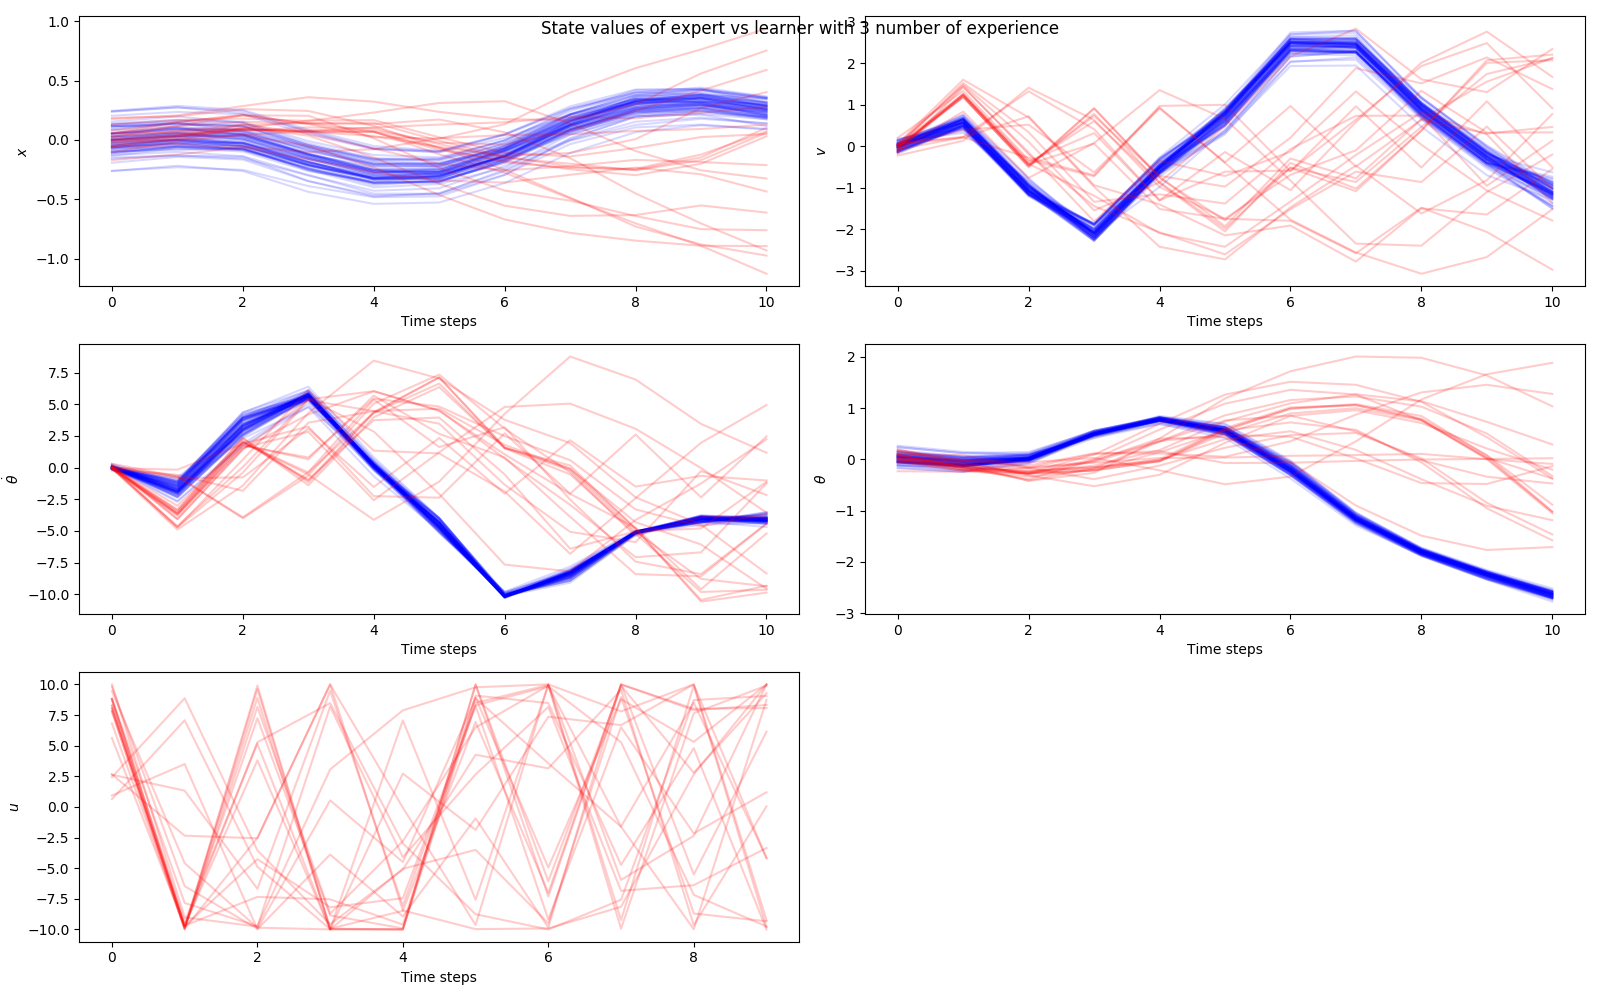 State values of expert vs learner with 3 number of experience
1.0
0.5
0.0
−0.5
−1.0
x
0 2 4 6 8 10
Time steps
3
2
1
0
−1
−2
−3
v
0 2 4 6 8 10
Time steps
7.5
5.0
2.5
0.0
−2.5
−5.0
−7.5
−10.0
θ̇
0 2 4 6 8 10
Time steps
2
1
0
−1
−2
−3
θ
0 2 4 6 8 10
Time steps
10.0
7.5
5.0
2.5
0.0
−2.5
−5.0
−7.5
−10.0
u
0 2 4 6 8
Time steps